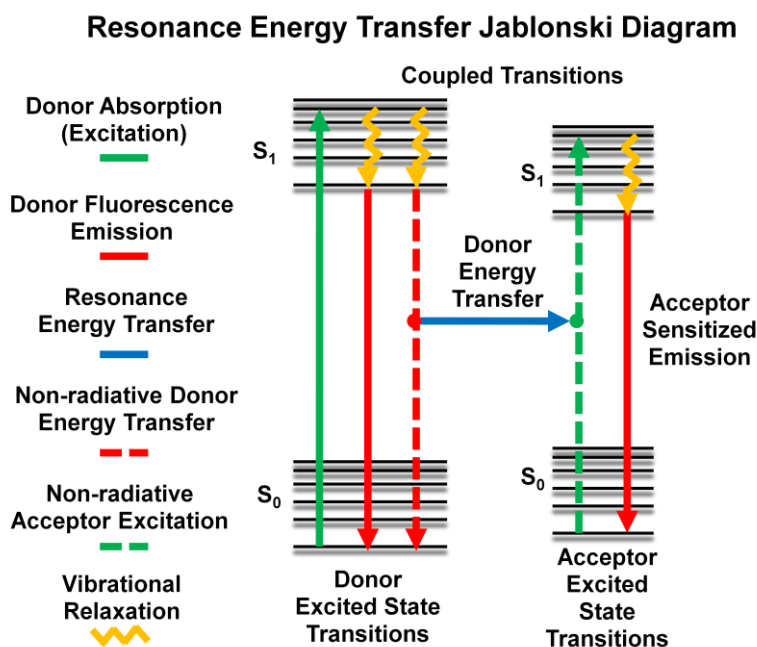 Resonance Energy Transfer Jablonski Diagram
Coupled Transitions
Donor Absorption
(Excitation)
Donor Fluorescence
Emission
Resonance
Energy Transfer
Non-radiative Donor
Energy Transfer
Non-radiative
Acceptor Excitation
Vibrational
Relaxation
S1
S0
Donor
Excited State
Transitions
Donor
Energy
Transfer
S1
S0
Acceptor
Sensitized
Emission
Acceptor
Excited
State
Transitions